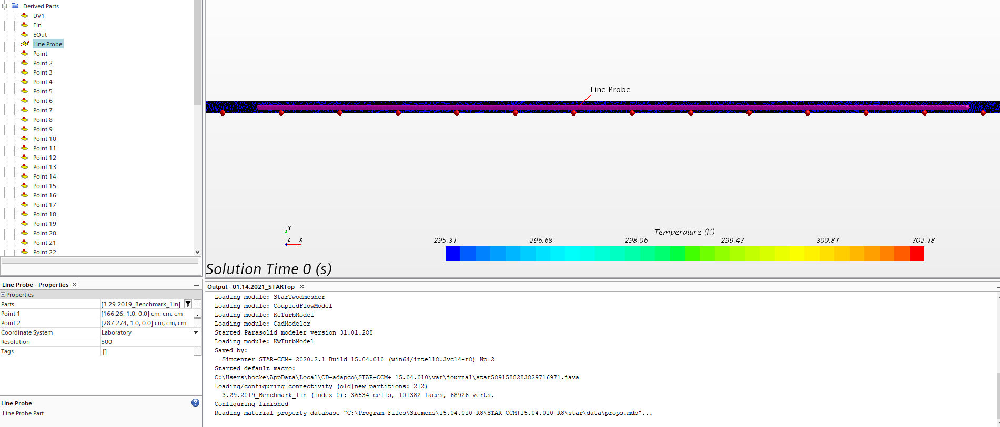 Derived Parts
DV1
Ein
EOut
Line Probe
Point
Point 2
Point 3
Point 4
Point 5
Point 6
Point 7
Point 8
Point 9
Point 10
Point 11
Point 12
Point 13
Point 14
Point 15
Point 16
Point 17
Point 18
Point 19
Point 20
Point 21
Point 22
Line Probe - Properties
Properties
Parts [3.29.2019_Benchmark_1in] ...
Point 1 [166.26, 1.0, 0.0] cm, cm, cm ...
Point 2 [287.274, 1.0, 0.0] cm, cm, cm ...
Coordinate System Laboratory
Resolution 500
Tags [] ...
Line Probe
Line Probe Part
Line Probe
Y
Z X
Temperature (K)
295.31 296.68 298.06 299.43 300.81 302.18
Solution Time 0 (s)
Output - 01.14.2021_STARTop
Loading module: StarTwodmesher
Loading module: CoupledFlowModel
Loading module: KeTurbModel
Loading module: CadModeler
Started Parasolid modeler version 31.01.288
Loading module: KwTurbModel
Saved by:
Simcenter STAR-CCM+ 2020.2.1 Build 15.04.010 (win64/intel18.3vc14-r8) Np=2
Started default macro:
C:\Users\hocke\AppData\Local\CD-adapco\STAR-CCM+ 15.04.010\var\journal\star5891588283829716971.java
Loading/configuring connectivity (old|new partitions: 2|2)
3.29.2019_Benchmark_1in (index 0): 36534 cells, 101382 faces, 68926 verts.
Configuring finished
Reading material property database "C:\Program Files\Siemens\15.04.010-R8\STAR-CCM+15.04.010-R8\star\data\props.mdb"...